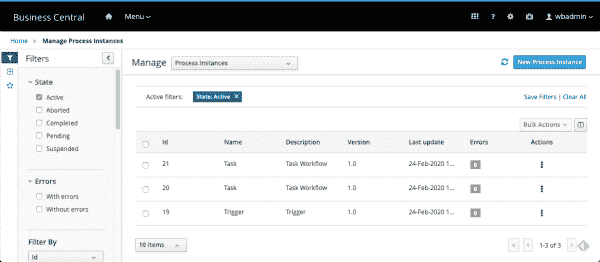 Business Central Menu wbadmin
Home » Manage Process Instances
Filters
State
Active
Aborted
Completed
Pending
Suspended
Errors
With errors
Without errors
Filter By
Id
Manage Process Instances New Process Instance
Active filters: State: Active × Save Filters | Clear All
Bulk Actions
Id Name Description Version Last update Errors Actions
21 Task Task Workflow 1.0 24-Feb-2020 1... 0
20 Task Task Workflow 1.0 24-Feb-2020 1... 0
19 Trigger Trigger 1.0 24-Feb-2020 1... 0
10 Items 1-3 of 3